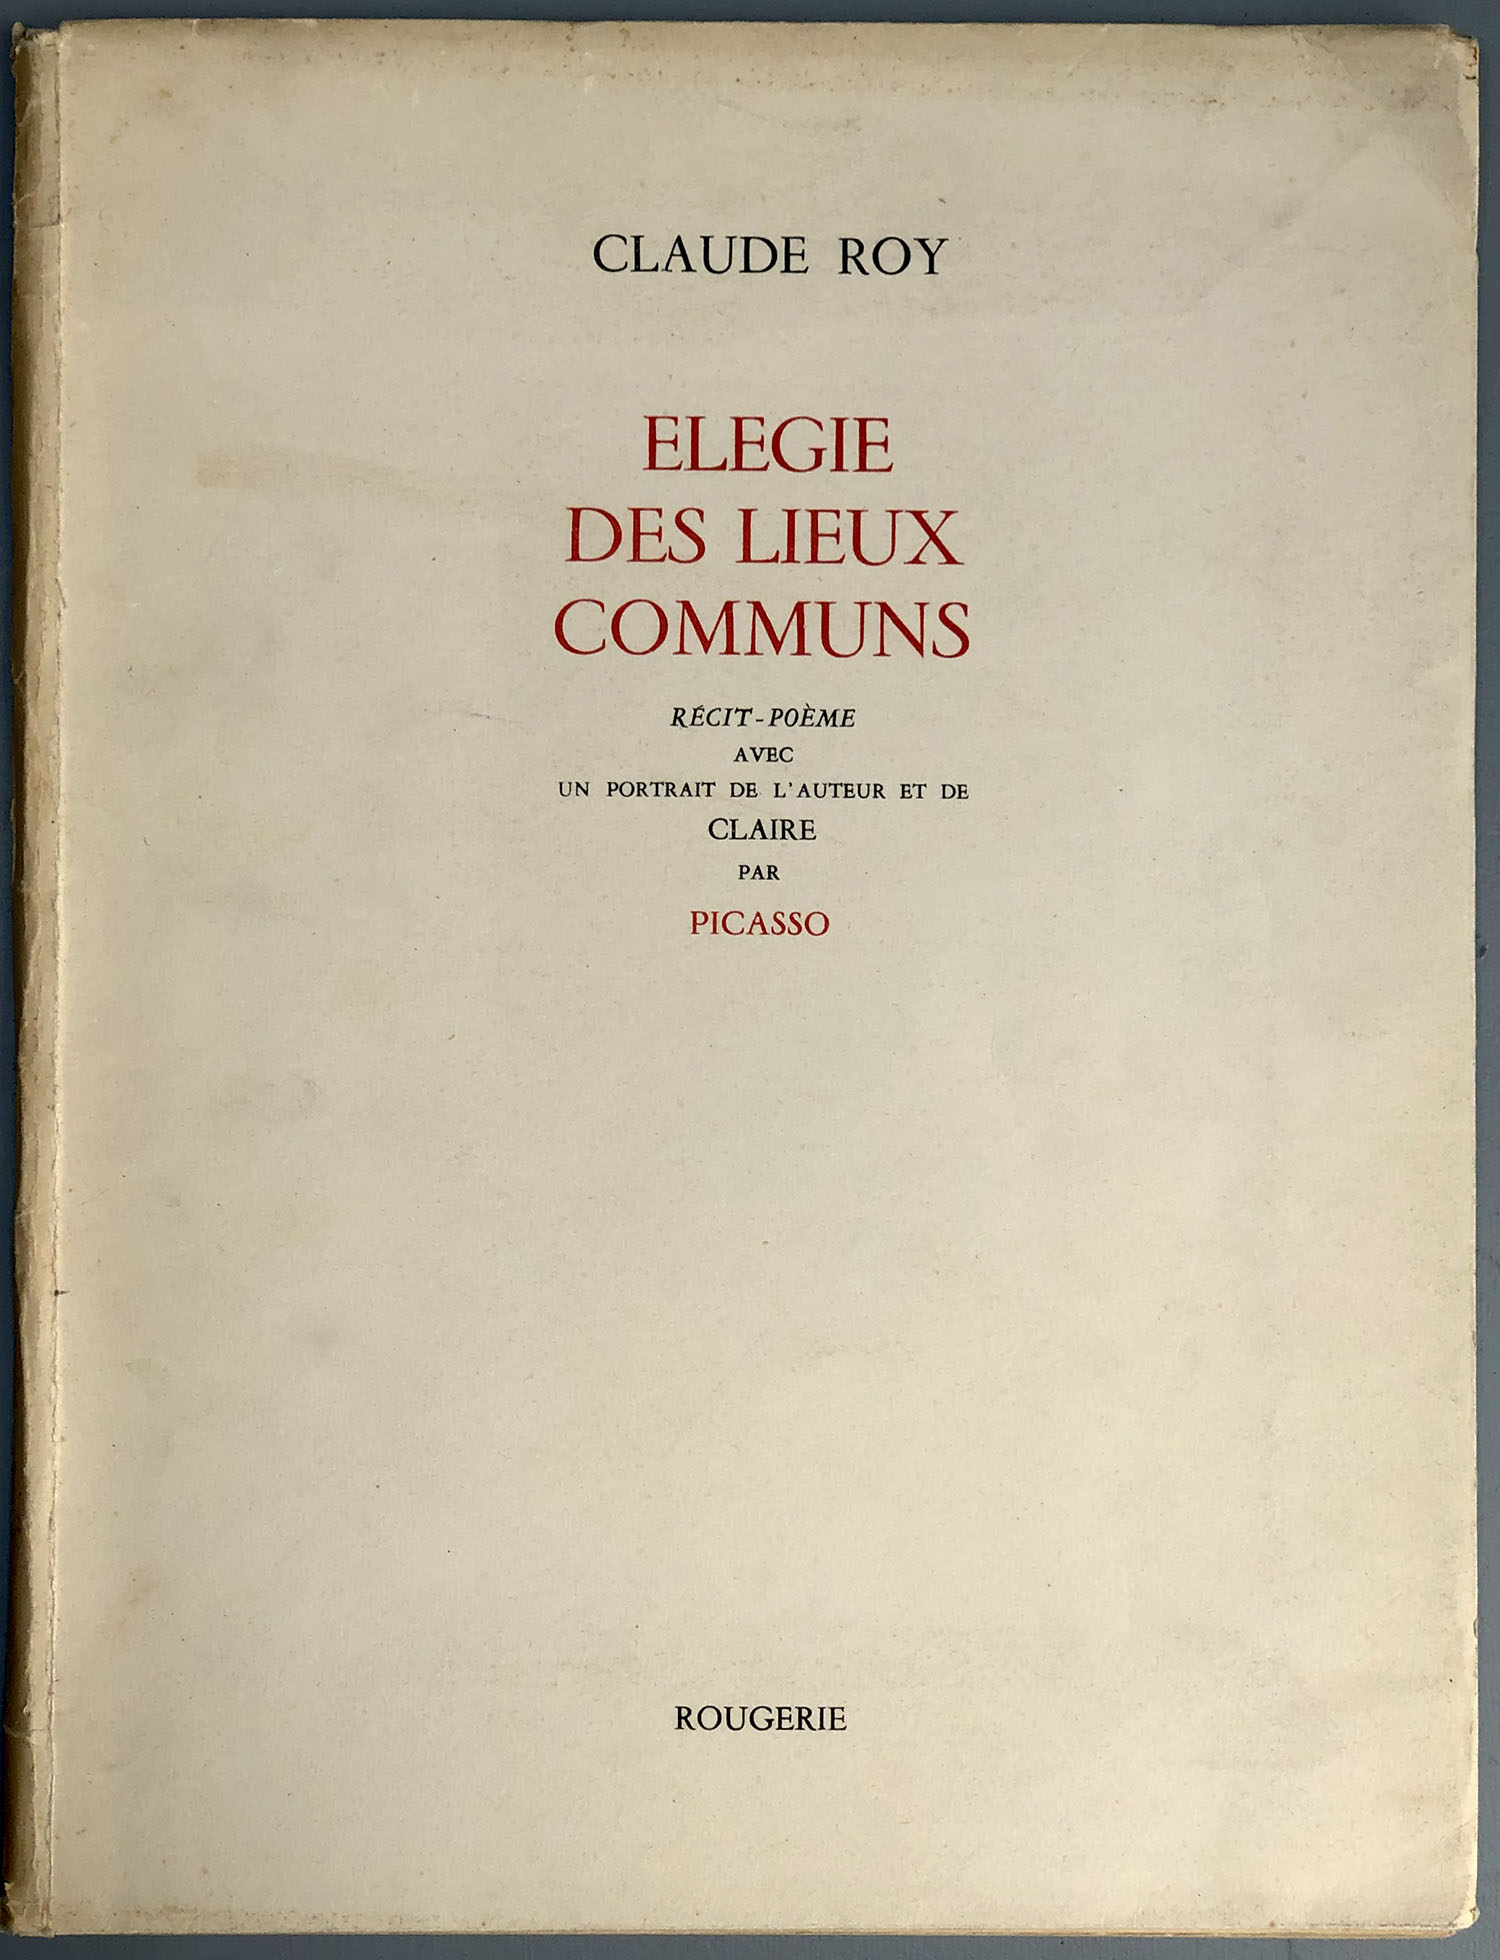 CLAUDE ROY
ELEGIE
DES LIEUX
COMMUNS
RÉCIT-POÈME
AVEC
UN PORTRAIT DE L'AUTEUR ET DE
CLAIRE
PAR
PICASSO
ROUGERIE